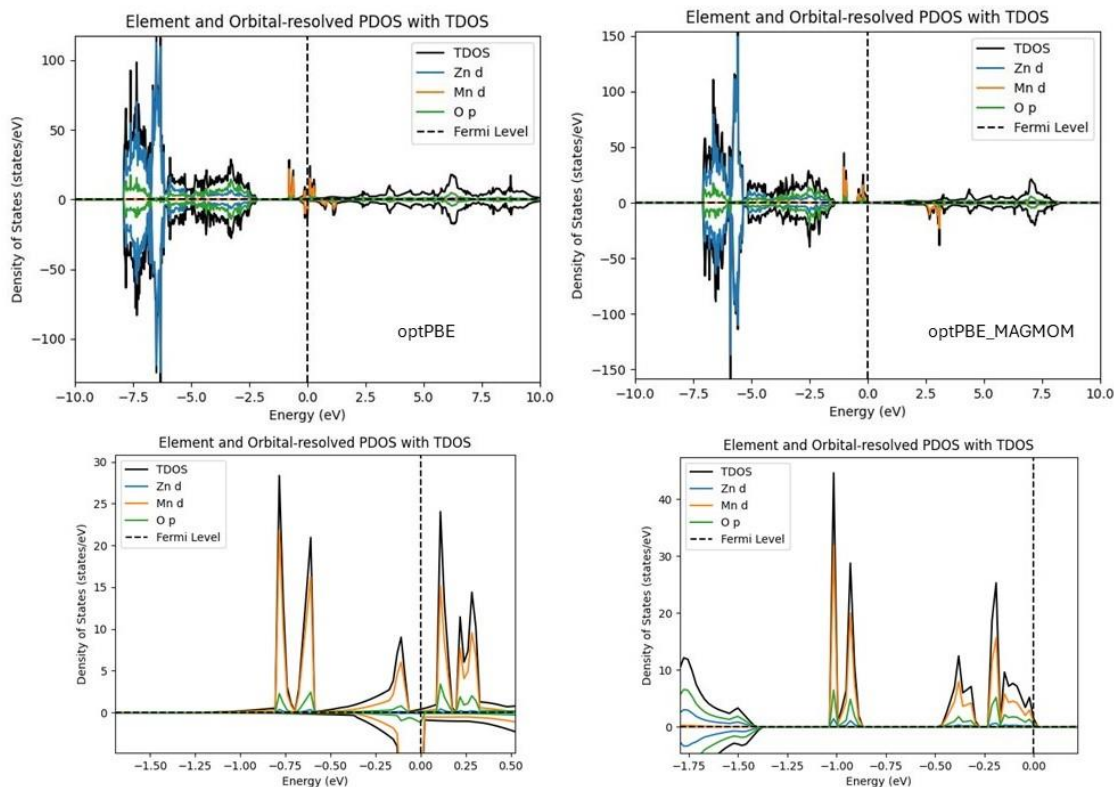 Element and Orbital-resolved PDOS with TDOS
100
50
0
−50
−100
Density of States (states/eV)
TDOS
Zn d
Mn d
O p
Fermi Level
optPBE
−10.0 −7.5 −5.0 −2.5 0.0 2.5 5.0 7.5 10.0
Energy (eV)
Element and Orbital-resolved PDOS with TDOS
150
100
50
0
−50
−100
−150
Density of States (states/eV)
TDOS
Zn d
Mn d
O p
Fermi Level
optPBE_MAGMOM
−10.0 −7.5 −5.0 −2.5 0.0 2.5 5.0 7.5 10.0
Energy (eV)
Element and Orbital-resolved PDOS with TDOS
30
25
20
15
10
5
0
Density of States (states/eV)
TDOS
Zn d
Mn d
O p
Fermi Level
−1.50 −1.25 −1.00 −0.75 −0.50 −0.25 0.00 0.25 0.50
Energy (eV)
Element and Orbital-resolved PDOS with TDOS
40
30
20
10
0
Density of States (states/eV)
TDOS
Zn d
Mn d
O p
Fermi Level
−1.75 −1.50 −1.25 −1.00 −0.75 −0.50 −0.25 0.00
Energy (eV)